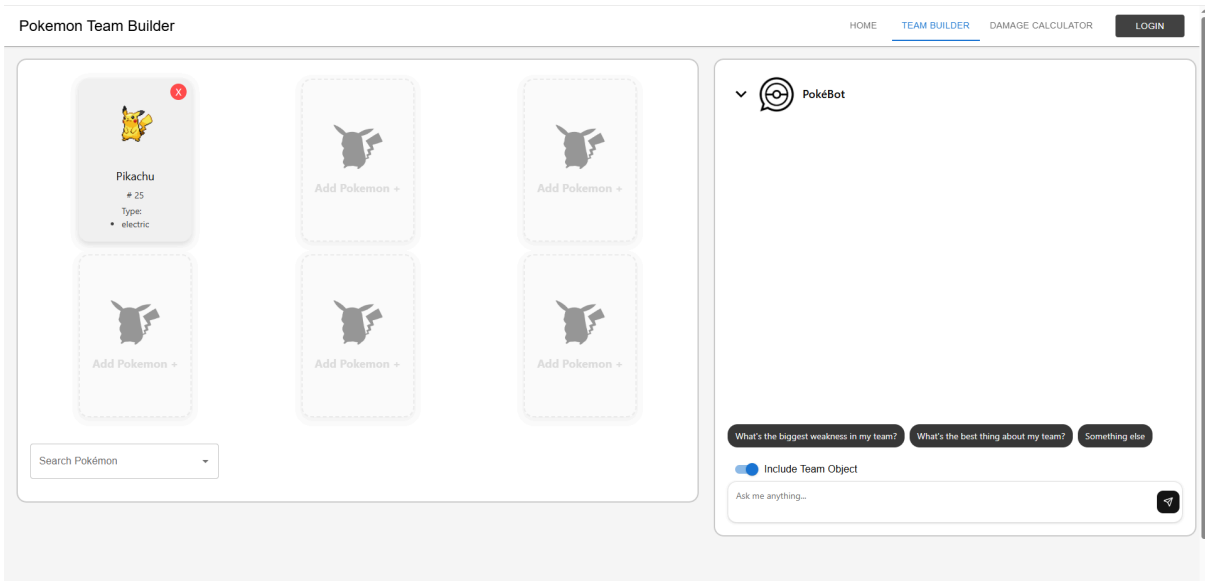 Pokemon Team Builder
HOME
TEAM BUILDER
DAMAGE CALCULATOR
LOGIN
X
Pikachu
# 25
Type:
• electric
Add Pokemon +
Add Pokemon +
Add Pokemon +
Add Pokemon +
Add Pokemon +
Search Pokémon
PokéBot
What's the biggest weakness in my team?
What's the best thing about my team?
Something else
Include Team Object
Ask me anything...